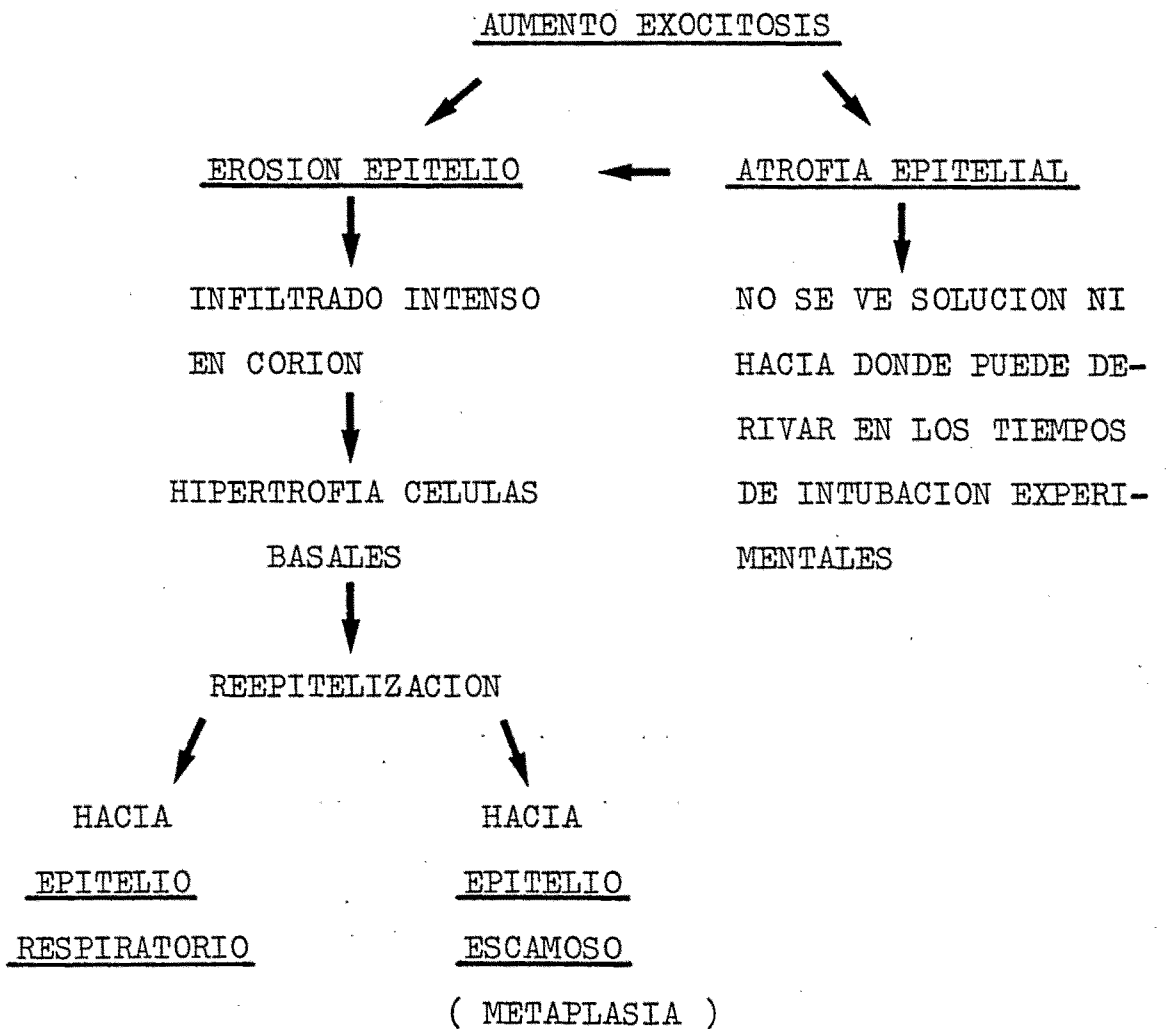 AUMENTO EXOCITOSIS
EROSION EPITELIO
ATROFIA EPITELIAL
INFILTRADO INTENSO
EN CORION
HIPERTROFIA CELULAS
BASALES
REEPITELIZACION
NO SE VE SOLUCION NI
HACIA DONDE PUEDE DE-
RIVAR EN LOS TIEMPOS
DE INTUBACION EXPERI-
MENTALES
HACIA
EPITELIO
RESPIRATORIO
HACIA
EPITELIO
ESCAMOSO
( METAPLASIA )